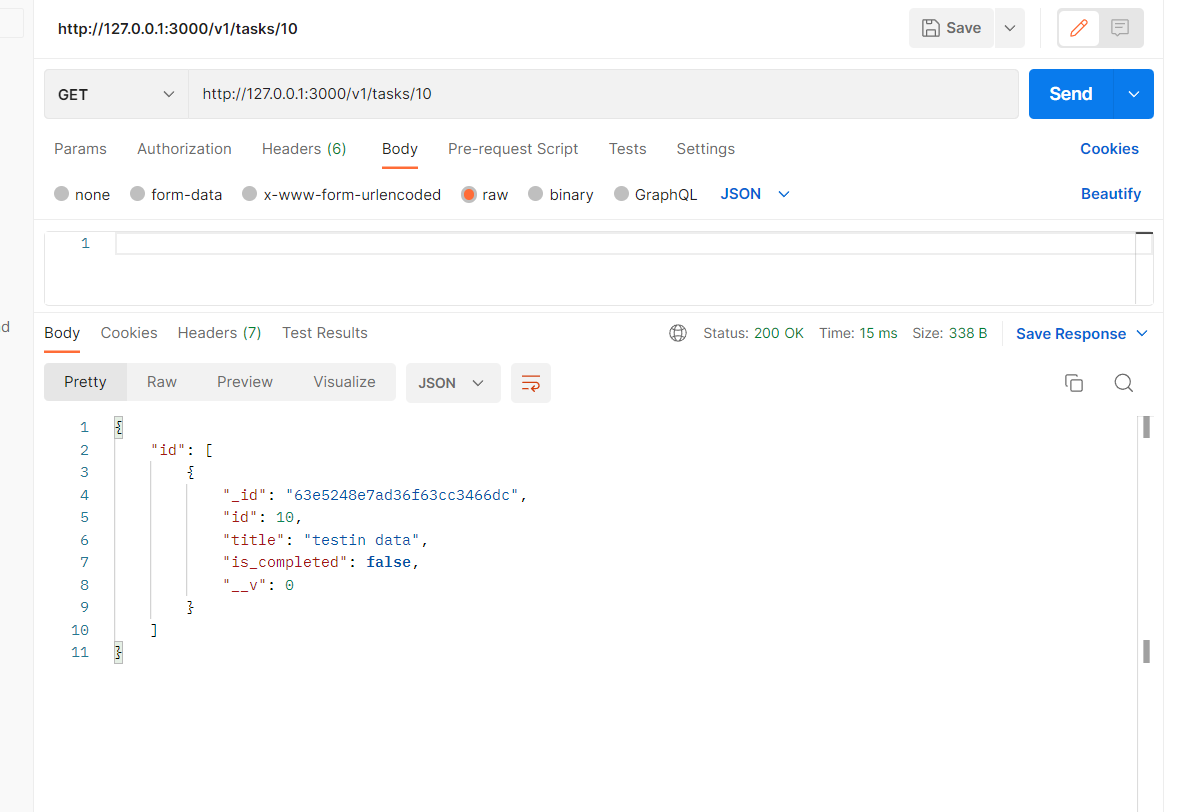 http://127.0.0.1:3000/v1/tasks/10
Save
GET
http://127.0.0.1:3000/v1/tasks/10
Send
Params Authorization Headers (6) Body Pre-request Script Tests Settings Cookies
none form-data x-www-form-urlencoded raw binary GraphQL JSON Beautify
1
d
Body Cookies Headers (7) Test Results Status: 200 OK Time: 15 ms Size: 338 B Save Response
Pretty Raw Preview Visualize JSON
1 {
2 "id": [
3 {
4 "_id": "63e5248e7ad36f63cc3466dc",
5 "id": 10,
6 "title": "testin data",
7 "is_completed": false,
8 "__v": 0
9 }
10 ]
11 }